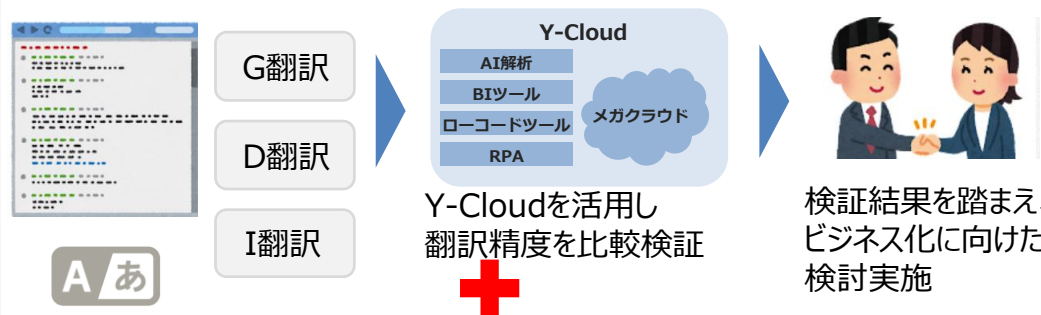 G翻訳
D翻訳
I翻訳
Aあ
Y-Cloud
AI解析
BIツール
ローコードツール
RPA
メガクラウド
Y-Cloudを活用し
翻訳精度を比較検証
検証結果を踏まえ
ビジネス化に向けた
検討実施